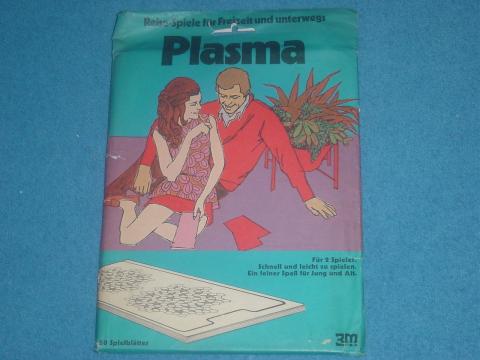 Reise-Spiele für Freizeit und unterwegs
Plasma
Für 2 Spieler.
Schnell und leicht zu spielen.
Ein feiner Spaß für Jung und Alt.
50 Spielblätter
3M